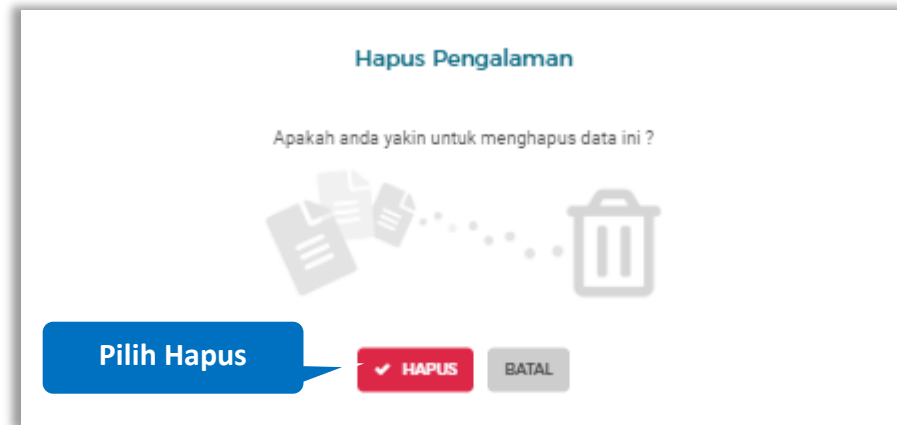 Hapus Pengalaman
Apakah anda yakin untuk menghapus data ini ?
Pilih Hapus
HAPUS
BATAL